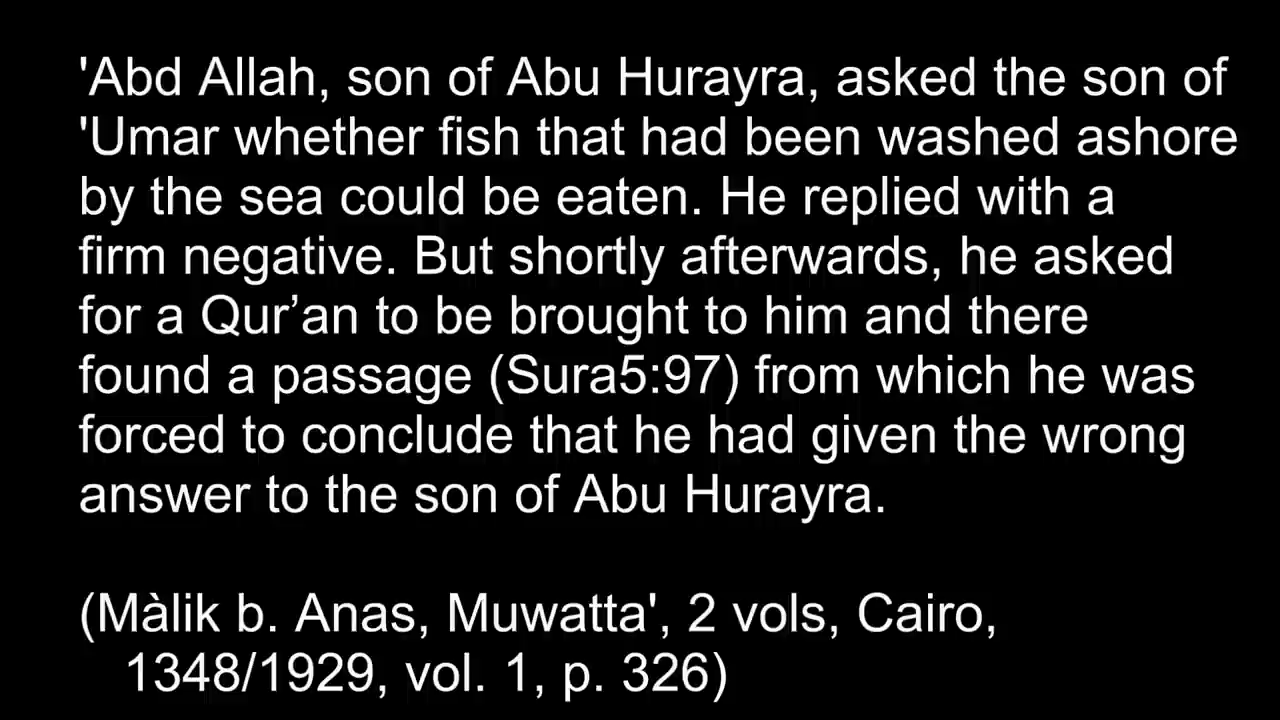 'Abd Allah, son of Abu Hurayra, asked the son of
'Umar whether fish that had been washed ashore
by the sea could be eaten. He replied with a
firm negative. But shortly afterwards, he asked
for a Qur’an to be brought to him and there
found a passage (Sura5:97) from which he was
forced to conclude that he had given the wrong
answer to the son of Abu Hurayra.
(Màlik b. Anas, Muwatta', 2 vols, Cairo,
1348/1929, vol. 1, p. 326)